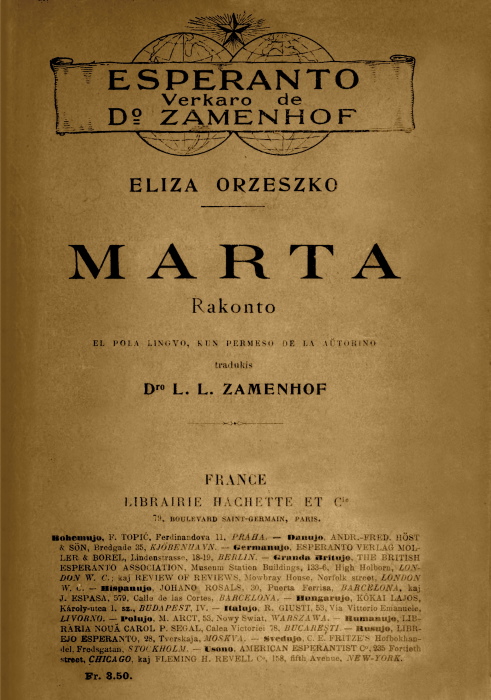 ESPERANTO
Verkaro de
Dº ZAMENHOF
ELIZA ORZESZKO
MARTA
Rakonto
EL POLA LINGVO, KUN PERMESO DE LA AŬTORINO
tradukis
Dro L. L. ZAMENHOF
FRANCE
LIBRAIRIE HACHETTE ET Cie
79, BOULEVARD SAINT-GERMAIN, PARIS.
Bohemujo, F. TOPIČ, Ferdinandova 11, PRAHA. — Danujo, ANDR.-FRED. HÖST
& SÖN, Bredgade 35, KJÖBENHAVN. — Germanujo, ESPERANTO VERLAG MÖL-
LER & BOREL, Lindenstrasse, 18-19, BERLIN. — Granda Britujo, THE BRITISH
ESPERANTO ASSOCIATION, Museum Station Buildings, 133-6, High Holborn, LON-
DON W. C.; kaj REVIEW OF REVIEWS, Mowbray House, Norfolk street, LONDON
W. C. — Hispanujo, JOHANO ROSALS, 30, Puerta Ferrisa, BARCELONA, kaj
J. ESPASA, 579, Calle de las Cortes, BARCELONA. — Hungarujo, KÓKAI LAJOS,
Károly-utea 1. sz., BUDAPEST, IV. — Italujo, R. GIUSTI, 53, Via Vittorio Emanuele,
LIVORNO. — Polujo, M. ARCT, 53, Nowy Swiat, WARSZAWA. — Rumanujo, LIB-
RĂRIA NOUĂ CAROL P. SEGAL, Calea Victoriei 78, BUCAREŞTI. — Rusujo, LIBR-
EJO ESPERANTO, 28, Tverskaja, MOSKVA. — Svedujo, C. E. FRITZE'S Hofbokhan-
del, Fredsgatan, STOCKHOLM. — Usono, AMERICAN ESPERANTIST Co, 235 Fortieth
street, CHICAGO, kaj FLEMING H. REVELL Co, 158, fifth Avenue, NEW-YORK.
Fr. 3.50.